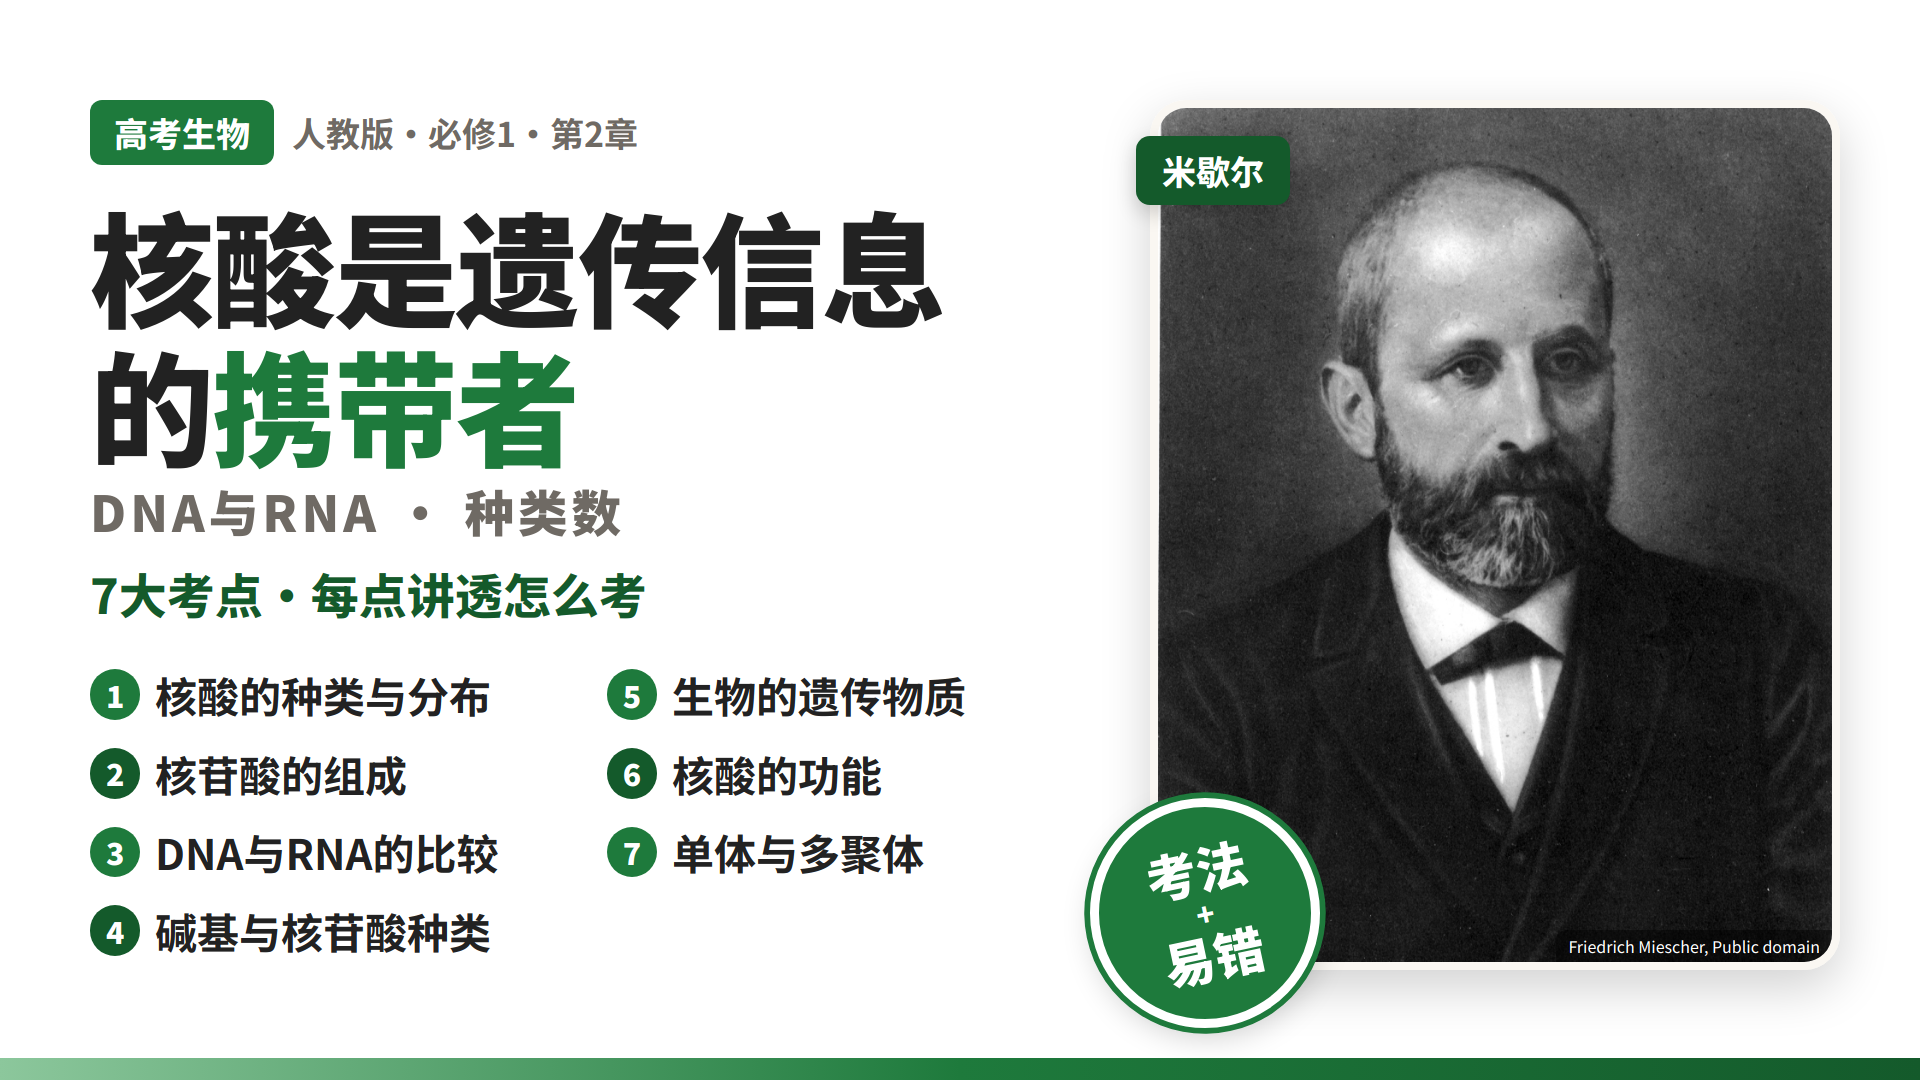 高考生物
人教版・必修1・第2章
核酸是遗传信息
的携带者
DNA与RNA ・ 种类数
7大考点・每点讲透怎么考
1 核酸的种类与分布
2 核苷酸的组成
3 DNA与RNA的比较
4 碱基与核苷酸种类
5 生物的遗传物质
6 核酸的功能
7 单体与多聚体
米歇尔
考法
+
易错
Friedrich Miescher, Public domain